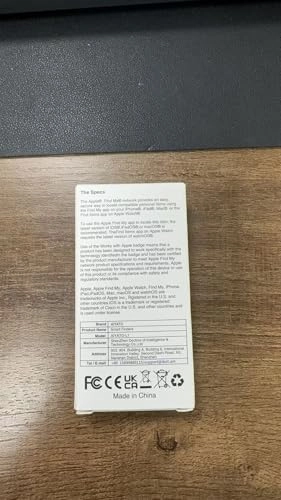 The Specs
The Apple® Find My® network provides an easy,
secure way to locate compatible personal items using
the Find My app on your iPhone®, iPad®, Mac® or the
Find Items app on Apple Watch®.
To use the Apple Find My app to locate this item, the
latest version of iOS®, iPadOS® or macOS® is
recommended. The Find Items app on Apple Watch
requires the latest version of watchOS®.
Use of the Works with Apple badge means that a
product has been designed to work specifically with the
technology identified in the badge and has been certified
by the product manufacturer to meet Apple Find My
network product specifications and requirements. Apple
is not responsible for the operation of this device or use
of this product or its compliance with safety and
regulatory standards.
Apple, Apple Find My, Apple Watch, Find My, iPhone
iPad, iPadOS, Mac, macOS and watchOS are
trademarks of Apple Inc., Registered in the U.S. and
other countries. IOS is a trademark or registered
trademark of Cisco in the U.S. and other countries and
is used under license.
Brand
Product Name Smart Finders
Model
Manufacturer Technology Co.,Ltd
Address
Tel / E-mail
FC CE UK CA
Made in China